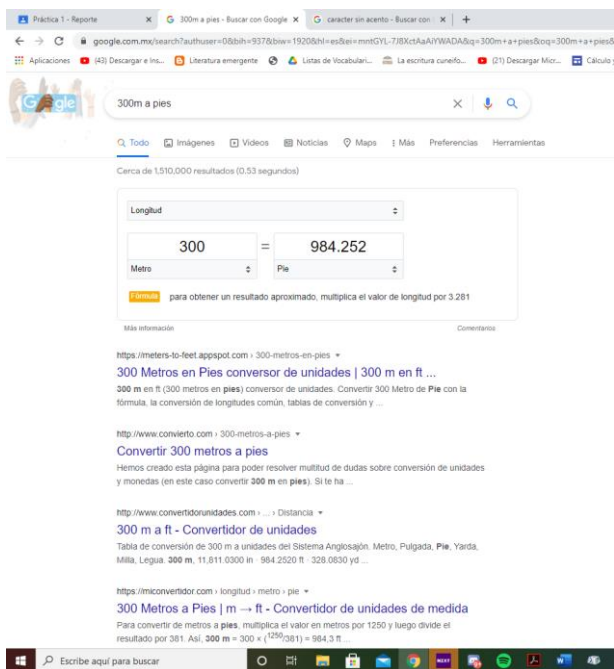 Práctica 1 - Reporte
300m a pies - Buscar con Google
caracter sin acento - Buscar con
google.com.mx/search?authuser=0&bih=937&biw=1920&hl=es&ei=
300m+a+pies&oq=300m+a+pies&
Aplicaciones
(43) Descargar e Ins...
Literatura emergente
Listas de Vocabulari...
La escritura cuneifo...
(21) Descargar Micr...
Cálculo y
300m a pies
Todo
Imágenes
Videos
Noticias
Maps
Más
Preferencias
Herramientas
Cerca de 1,510,000 resultados (0.53 segundos)
Longitud
300 = 984.252
Metro
Pie
Fórmula para obtener un resultado aproximado, multiplica el valor de longitud por 3.281
Más información
Comentarios
https://meters-to-feet.appspot.com › 300-metros-en-pies
300 Metros en Pies conversor de unidades | 300 m en ft ...
300 m en ft (300 metros en pies) conversor de unidades. Convertir 300 Metro de Pie con la
fórmula, la conversión de longitudes común, tablas de conversión y ...
http://www.convierto.com › 300-metros-a-pies
Convertir 300 metros a pies
Hemos creado esta página para poder resolver multitud de dudas sobre conversión de unidades
y monedas (en este caso convertir 300 m en pies). Si te ha ...
http://www.convertidorunidades.com › ... › Distancia
300 m a ft - Convertidor de unidades
Tabla de conversión de 300 m a unidades del Sistema Anglosajón. Metro, Pulgada, Pie, Yarda,
Milla, Legua. 300 m, 11,811.0300 in · 984.2520 ft · 328.0830 yd ...
https://miconvertidor.com › longitud › metro › pie
300 Metros a Pies | m → ft - Convertidor de unidades de medida
Para convertir de metros a pies, multiplica el valor en metros por 1250 y luego divide el
resultado por 381. Así, 300 m = 300 × (1250/381) = 984,3 ft ...
Escribe aquí para buscar